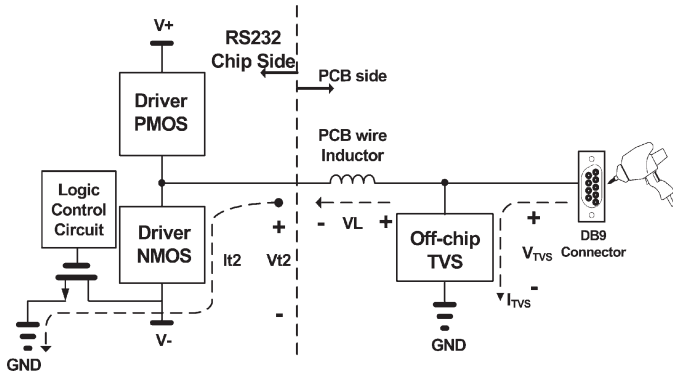 V+
RS232
Chip Side
PCB side
Driver
PMOS
PCB wire
Inductor
Logic
Control
Circuit
Driver
NMOS
It2
+
Vt2
-
- VL +
Off-chip
TVS
+
VTVS
-
ITVS
DB9
Connector
V-
GND
GND